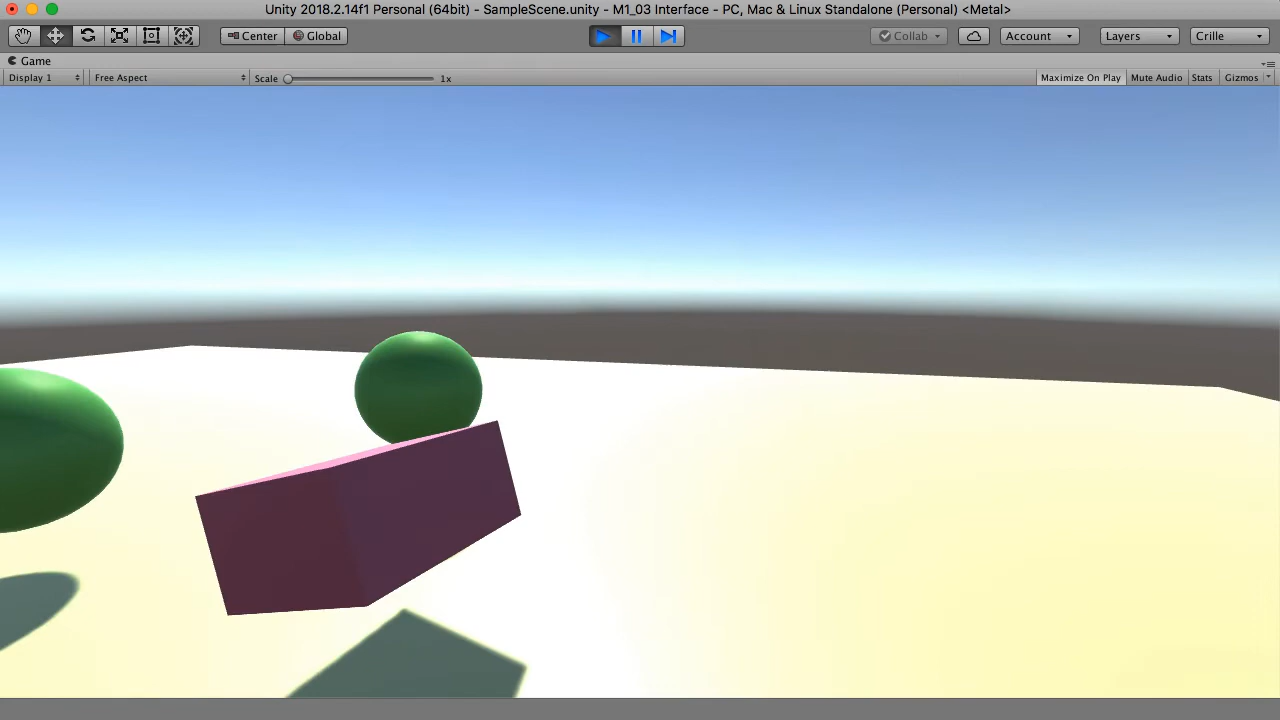 Unity 2018.2.14f1 Personal (64bit) - SampleScene.unity - M1_03 Interface - PC, Mac & Linux Standalone (Personal) <Metal>
Center Global Collab Account Layers Crille
Game
Display 1 Free Aspect Scale 1x Maximize On Play Mute Audio Stats Gizmos